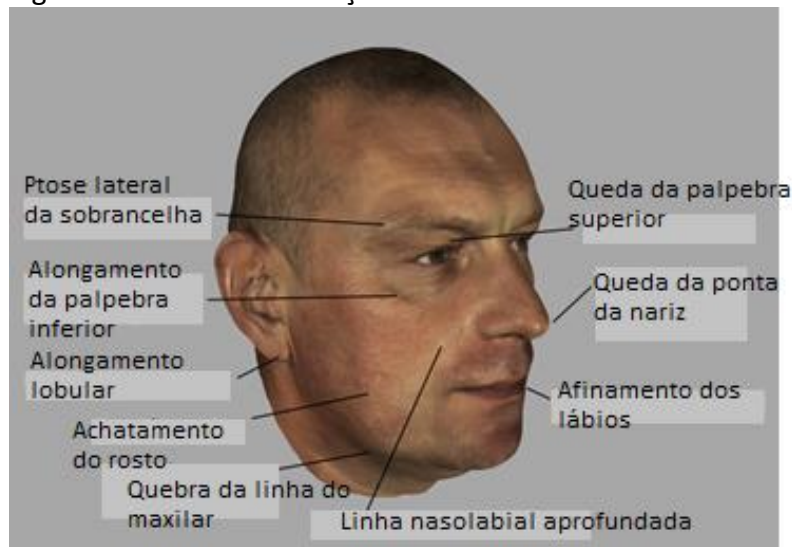 Ptose lateral
da sobrancelha
Queda da palpebra
superior
Alongamento
da palpebra
inferior
Queda da ponta
da nariz
Alongamento
lobular
Afinamento dos
lábios
Achatamento
do rosto
Quebra da linha do
maxilar
Linha nasolabial aprofundada